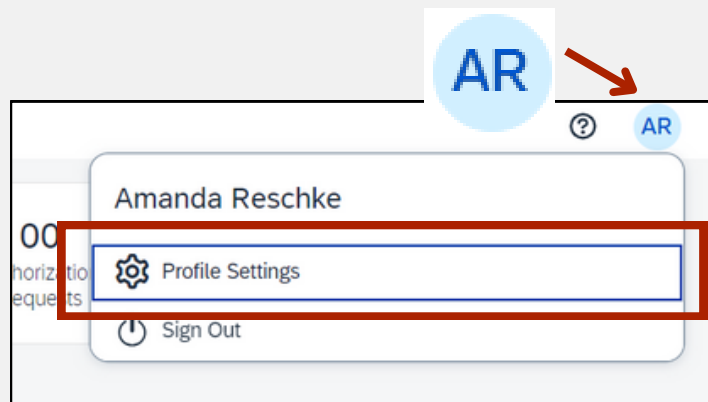 AR
AR
Amanda Reschke
00
Profile Settings
horizatio
equests
Sign Out